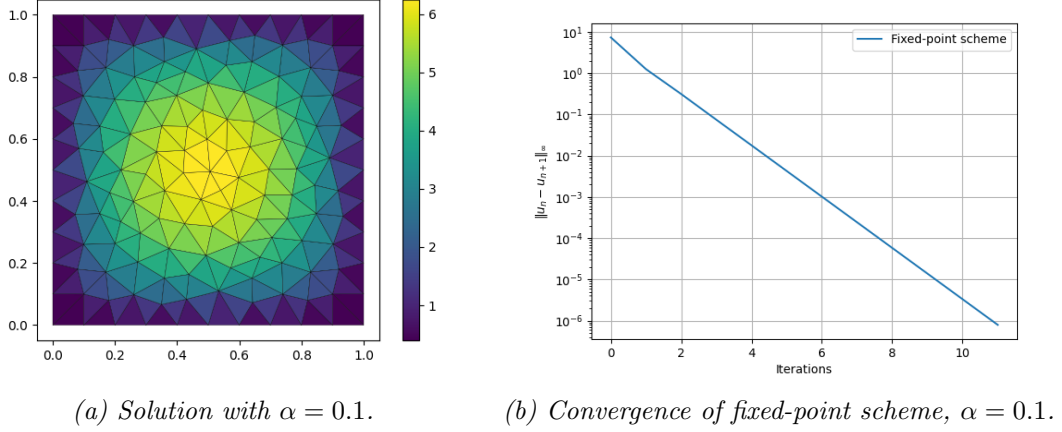 1.0
0.8
0.6
0.4
0.2
0.0
0.0 0.2 0.4 0.6 0.8 1.0
6
5
4
3
2
1
10¹
10⁰
10⁻¹
10⁻²
10⁻³
10⁻⁴
10⁻⁵
10⁻⁶
‖uₙ − uₙ₊₁‖∞
Fixed-point scheme
0 2 4 6 8 10
Iterations
(a) Solution with α = 0.1.
(b) Convergence of fixed-point scheme, α = 0.1.